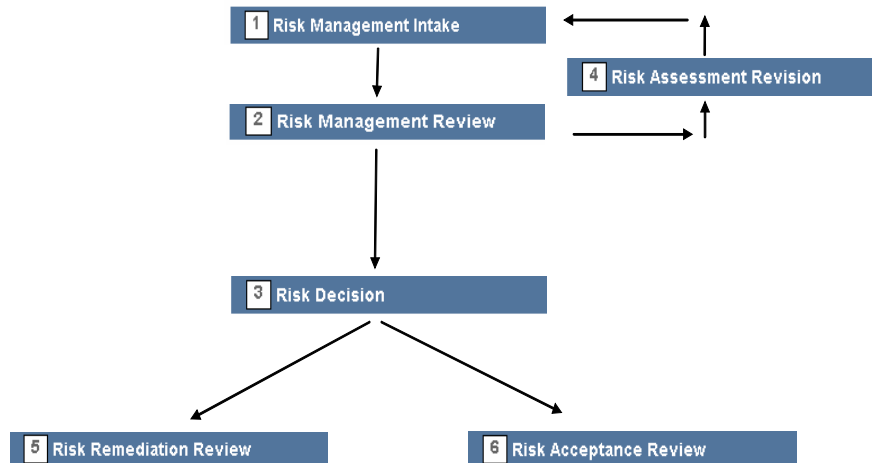 1 Risk Management Intake
4 Risk Assessment Revision
2 Risk Management Review
3 Risk Decision
5 Risk Remediation Review
6 Risk Acceptance Review